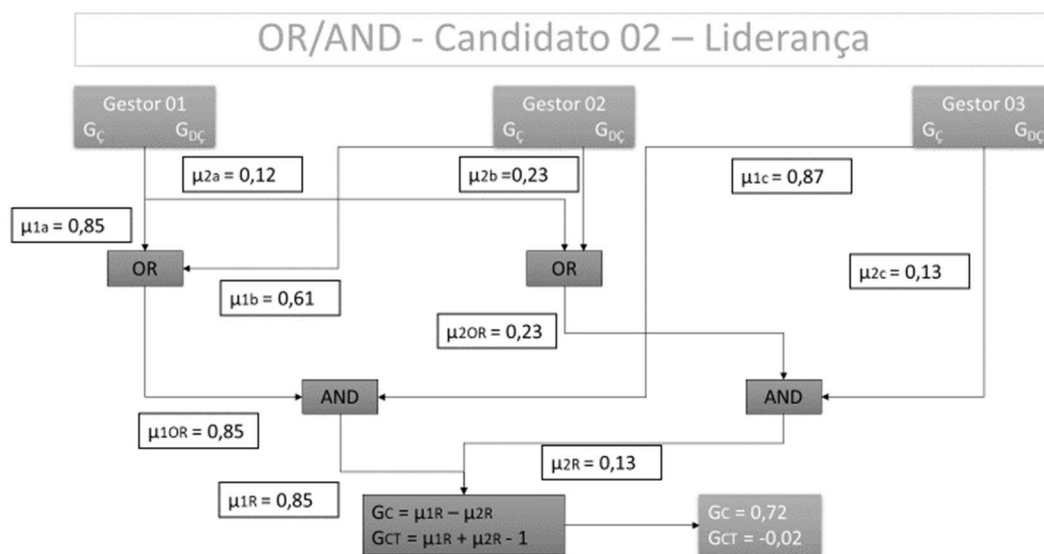 OR/AND - Candidato 02 – Liderança
Gestor 01
GÇ GDÇ
Gestor 02
GÇ GDÇ
Gestor 03
GÇ GDÇ
μ2a = 0,12
μ2b =0,23
μ1c = 0,87
μ1a = 0,85
OR
OR
μ2c = 0,13
μ1b = 0,61
μ2OR = 0,23
AND
AND
μ1OR = 0,85
μ2R = 0,13
μ1R = 0,85
GC = μ1R – μ2R
GCT = μ1R + μ2R - 1
GC = 0,72
GCT = -0,02